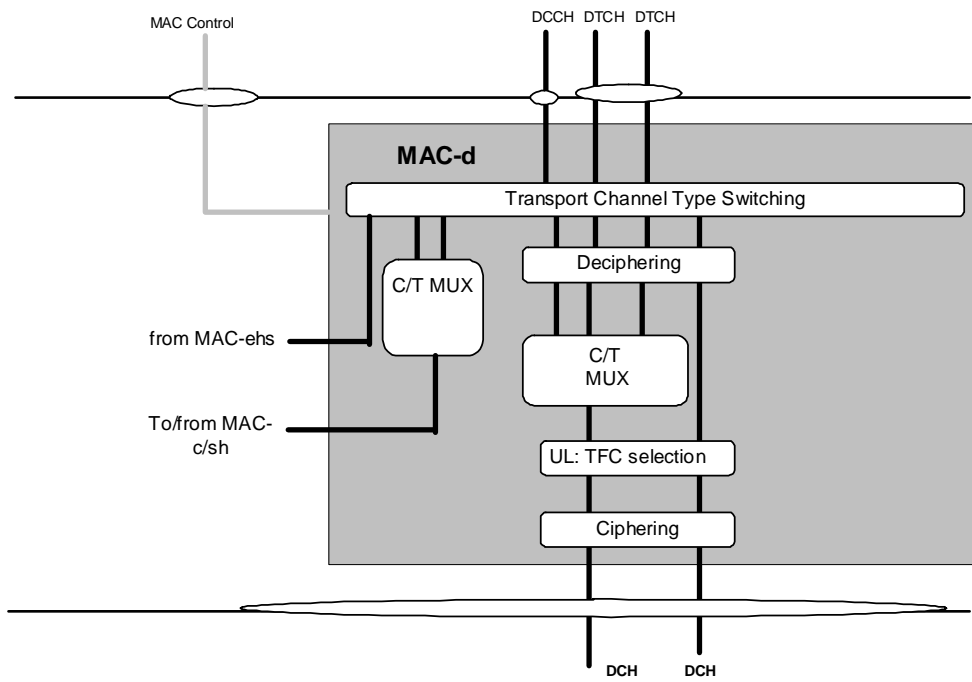 MAC Control
DCCH DTCH DTCH
MAC-d
Transport Channel Type Switching
Deciphering
C/T MUX
from MAC-ehs
C/T
MUX
To/from MAC-
c/sh
UL: TFC selection
Ciphering
DCH DCH